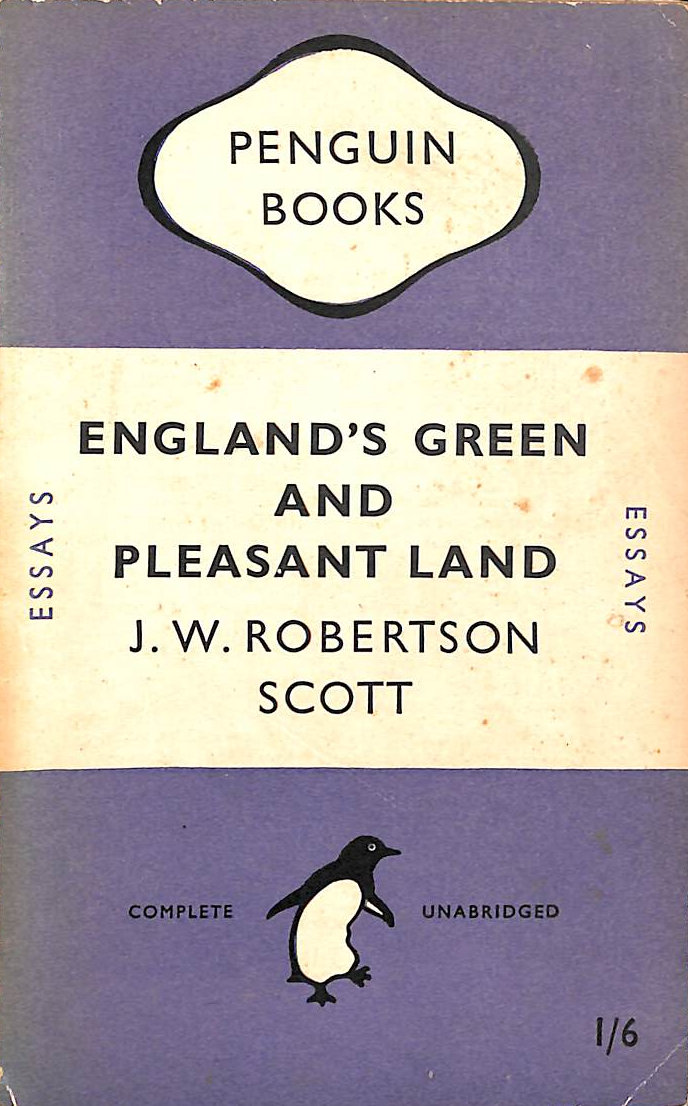 PENGUIN
BOOKS
ENGLAND'S GREEN
AND
PLEASANT LAND
J. W. ROBERTSON
SCOTT
ESSAYS
ESSAYS
COMPLETE
UNABRIDGED
1/6